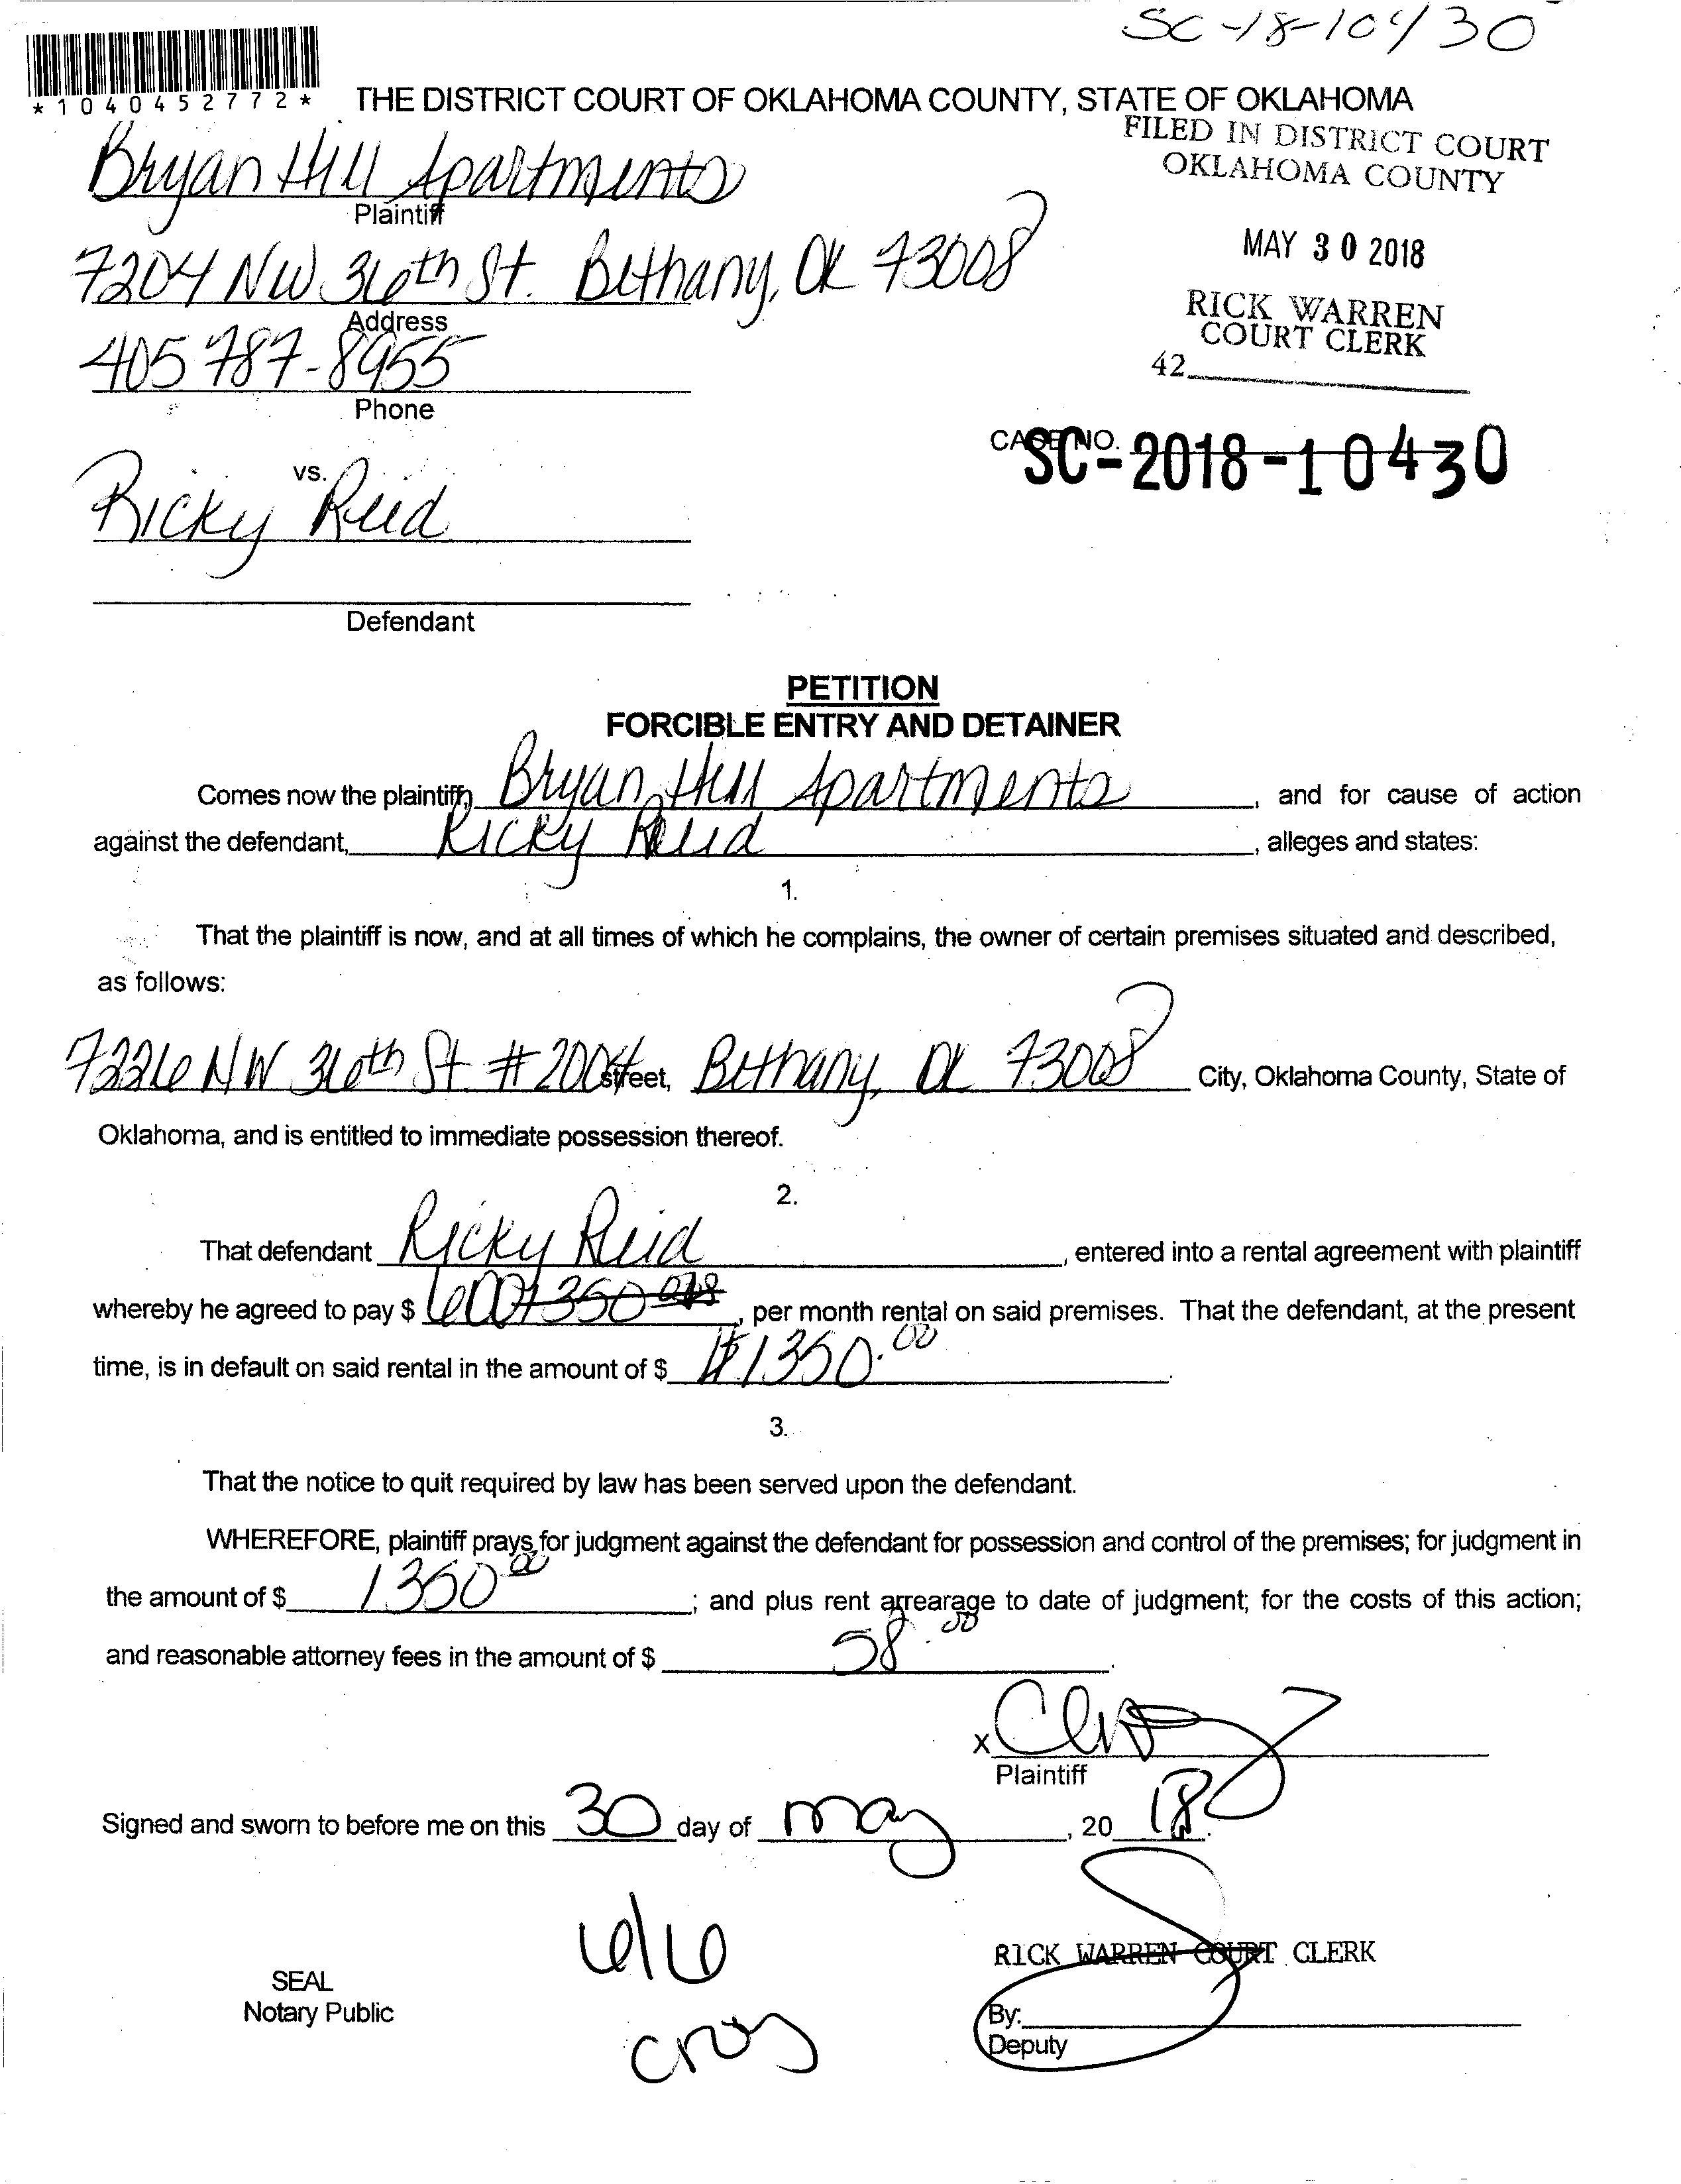 SC-18-10430
*1040452772*
THE DISTRICT COURT OF OKLAHOMA COUNTY, STATE OF OKLAHOMA
FILED IN DISTRICT COURT
OKLAHOMA COUNTY
Bryan Hill Apartments
Plaintiff
MAY 30 2018
7204 NW 36th St. Bethany, OK 73008
Address
RICK WARREN
COURT CLERK
42
405 787-8955
Phone
CASE NO. SC-2018-10430
vs.
Ricky Reid
Defendant
PETITION
FORCIBLE ENTRY AND DETAINER
Comes now the plaintiff, Bryan Hill Apartments, and for cause of action
against the defendant, Ricky Reid, alleges and states:
1.
That the plaintiff is now, and at all times of which he complains, the owner of certain premises situated and described,
as follows:
7226 NW 36th St # 2004 street, Bethany, OK 73008 City, Oklahoma County, State of
Oklahoma, and is entitled to immediate possession thereof.
2.
That defendant Ricky Reid, entered into a rental agreement with plaintiff
whereby he agreed to pay $ 600 1350, per month rental on said premises. That the defendant, at the present
time, is in default on said rental in the amount of $ $1350.00.
3.
That the notice to quit required by law has been served upon the defendant.
WHEREFORE, plaintiff prays for judgment against the defendant for possession and control of the premises; for judgment in
the amount of $ 1350 00; and plus rent arrearage to date of judgment; for the costs of this action;
and reasonable attorney fees in the amount of $ 58.00.
X
Plaintiff
Signed and sworn to before me on this 30 day of may, 20 18.
6/6
RICK WARREN COURT CLERK
SEAL
Notary Public
By:
Deputy